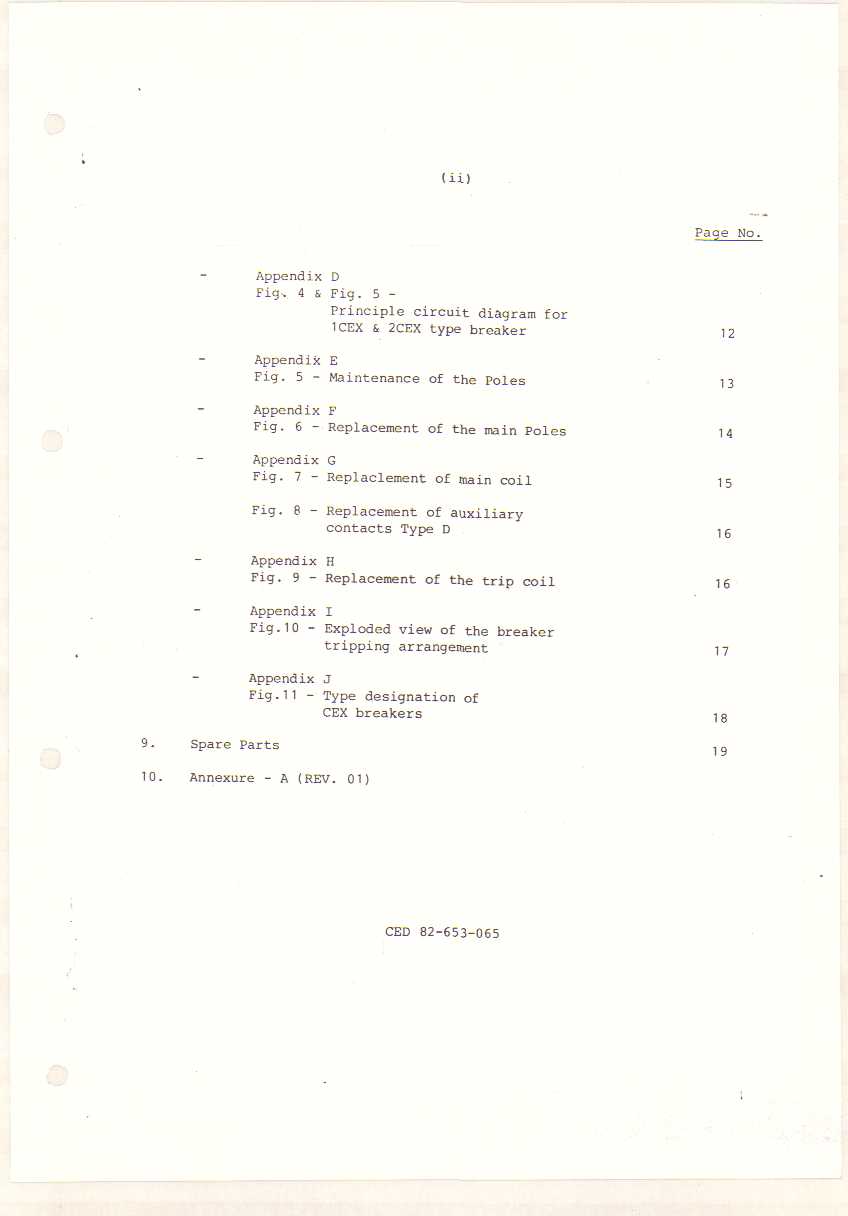 (ii)
Page No.
- Appendix D
Fig. 4 & Fig. 5 -
Principle circuit diagram for
1CEX & 2CEX type breaker 12
- Appendix E
Fig. 5 - Maintenance of the Poles 13
- Appendix F
Fig. 6 - Replacement of the main Poles 14
- Appendix G
Fig. 7 - Replaclement of main coil 15
Fig. 8 - Replacement of auxiliary
contacts Type D 16
- Appendix H
Fig. 9 - Replacement of the trip coil 16
- Appendix I
Fig.10 - Exploded view of the breaker
tripping arrangement 17
- Appendix J
Fig.11 - Type designation of
CEX breakers 18
9. Spare Parts 19
10. Annexure - A (REV. 01)
CED 82-653-065